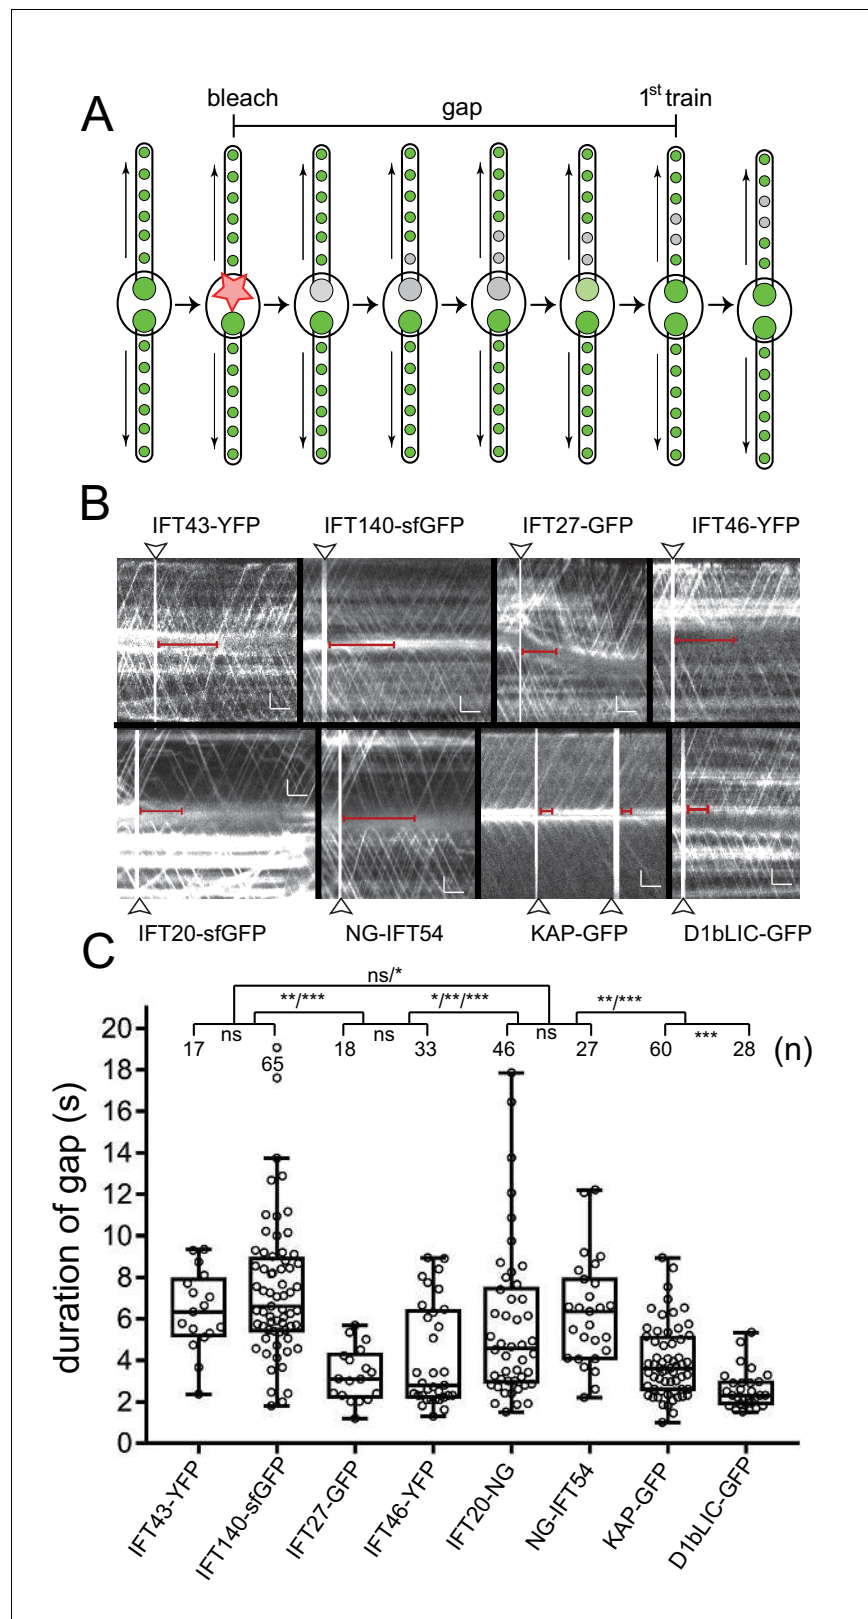 A
bleach
gap
1st train
B
IFT43-YFP IFT140-sfGFP IFT27-GFP IFT46-YFP
IFT20-sfGFP NG-IFT54 KAP-GFP D1bLIC-GFP
C
ns/*
**/*** */**/*** **/***
ns ns ns ***
17 65 18 33 46 27 60 28 (n)
duration of gap (s)
20
18
16
14
12
10
8
6
4
2
0
IFT43-YFP
IFT140-sfGFP
IFT27-GFP
IFT46-YFP
IFT20-NG
NG-IFT54
KAP-GFP
D1bLIC-GFP